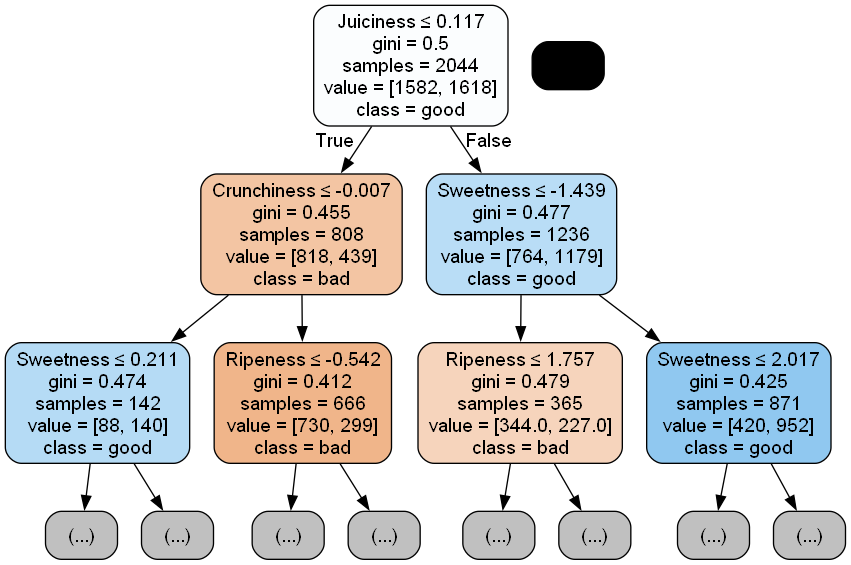 Juiciness ≤ 0.117
gini = 0.5
samples = 2044
value = [1582, 1618]
class = good
True
False
Crunchiness ≤ -0.007
gini = 0.455
samples = 808
value = [818, 439]
class = bad
Sweetness ≤ -1.439
gini = 0.477
samples = 1236
value = [764, 1179]
class = good
Sweetness ≤ 0.211
gini = 0.474
samples = 142
value = [88, 140]
class = good
Ripeness ≤ -0.542
gini = 0.412
samples = 666
value = [730, 299]
class = bad
Ripeness ≤ 1.757
gini = 0.479
samples = 365
value = [344.0, 227.0]
class = bad
Sweetness ≤ 2.017
gini = 0.425
samples = 871
value = [420, 952]
class = good
(...)
(...)
(...)
(...)
(...)
(...)
(...)
(...)